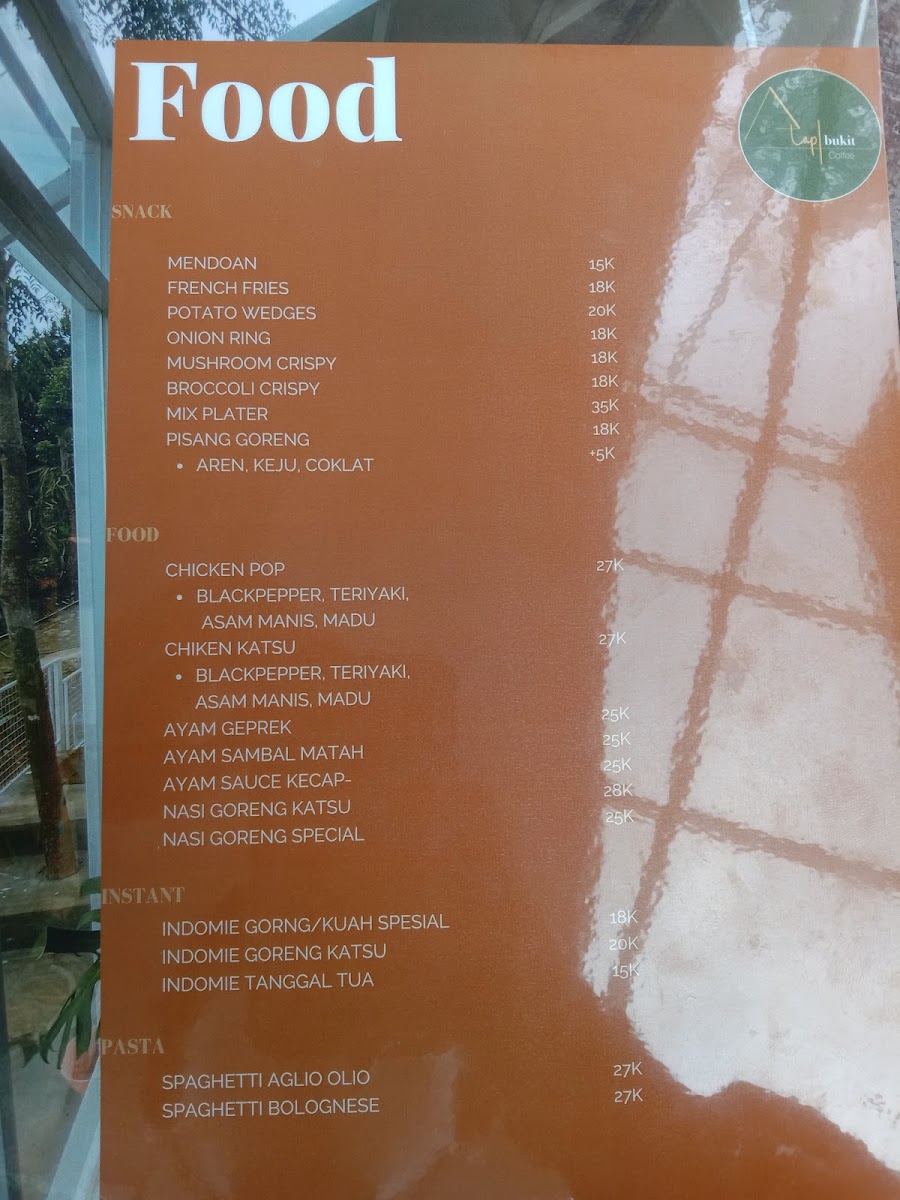 Food
Tapl bukit
Coffee
SNACK
MENDOAN 15K
FRENCH FRIES 18K
POTATO WEDGES 20K
ONION RING 18K
MUSHROOM CRISPY 18K
BROCCOLI CRISPY 18K
MIX PLATER 35K
PISANG GORENG 18K
• AREN, KEJU, COKLAT +5K
FOOD
CHICKEN POP 27K
• BLACKPEPPER, TERIYAKI,
ASAM MANIS, MADU
CHIKEN KATSU 27K
• BLACKPEPPER, TERIYAKI,
ASAM MANIS, MADU
AYAM GEPREK 25K
AYAM SAMBAL MATAH 25K
AYAM SAUCE KECAP- 25K
NASI GORENG KATSU 28K
NASI GORENG SPECIAL 25K
INSTANT
INDOMIE GORNG/KUAH SPESIAL 18K
INDOMIE GORENG KATSU 20K
INDOMIE TANGGAL TUA 15K
PASTA
SPAGHETTI AGLIO OLIO 27K
SPAGHETTI BOLOGNESE 27K